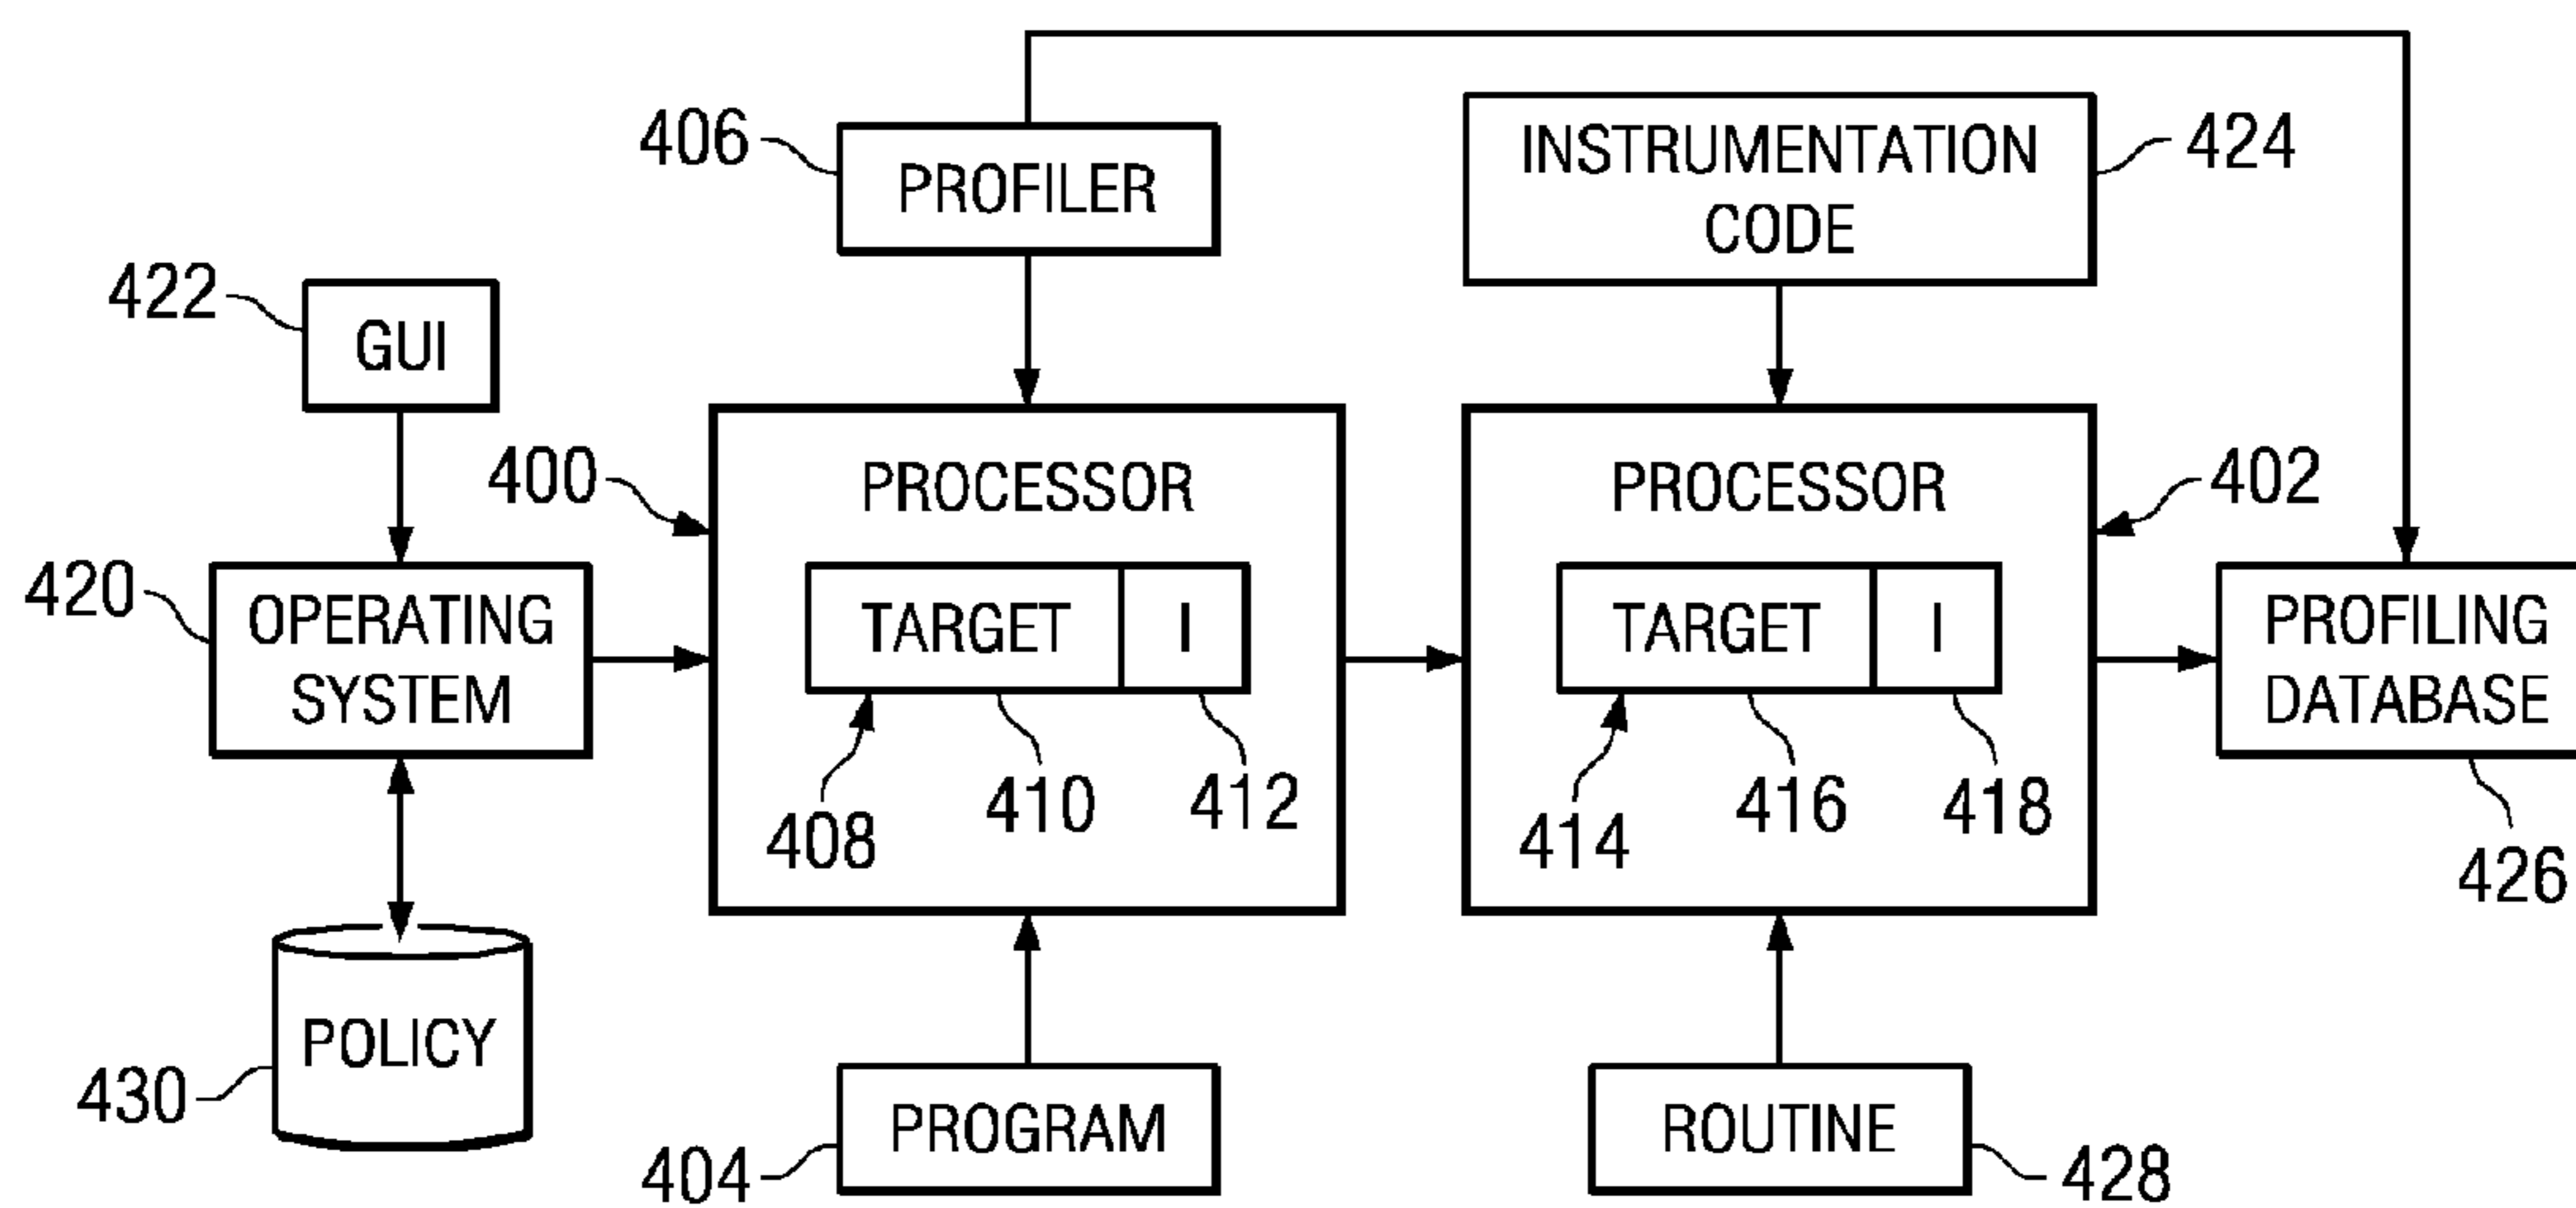 406
PROFILER
INSTRUMENTATION
CODE
424
422
GUI
400
PROCESSOR
PROCESSOR
402
420
OPERATING
SYSTEM
TARGET
I
TARGET
I
PROFILING
DATABASE
408
410
412
414
416
418
426
POLICY
430
PROGRAM
404
ROUTINE
428